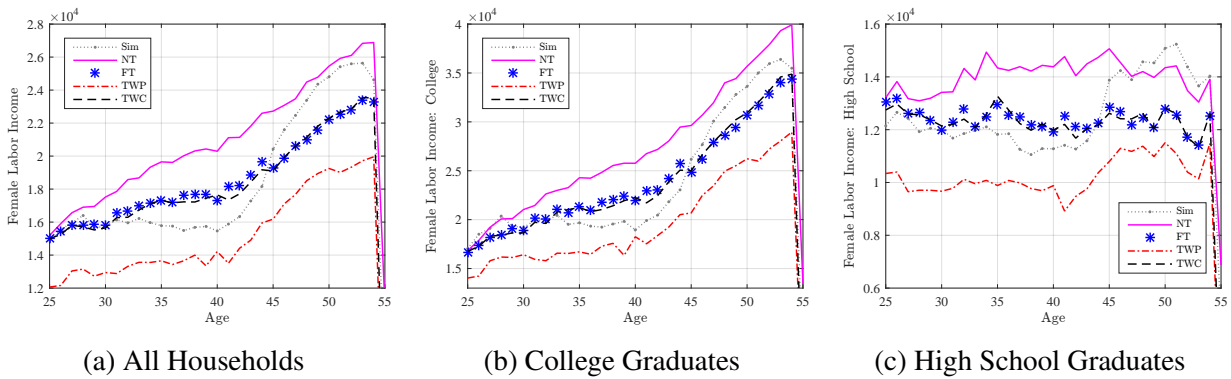 ×10⁴
2.8
2.6
2.4
2.2
2
1.8
1.6
1.4
1.2
Female Labor Income
Sim
NT
FT
TWP
TWC
25 30 35 40 45 50 55
Age
(a) All Households
×10⁴
4
3.5
3
2.5
2
1.5
Female Labor Income: College
Sim
NT
FT
TWP
TWC
25 30 35 40 45 50 55
Age
(b) College Graduates
×10⁴
1.6
1.4
1.2
1
0.8
0.6
Female Labor Income: High School
Sim
NT
FT
TWP
TWC
25 30 35 40 45 50 55
Age
(c) High School Graduates